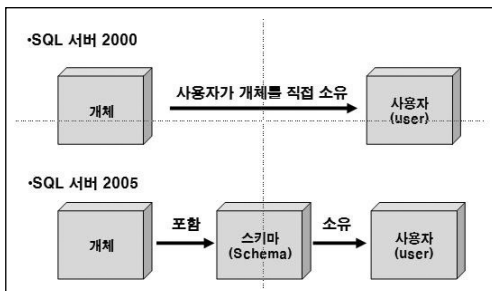 •SQL 서버 2000
사용자가 개체를 직접 소유
개체
사용자
(user)
•SQL 서버 2005
개체
포함
스키마
(Schema)
소유
사용자
(user)